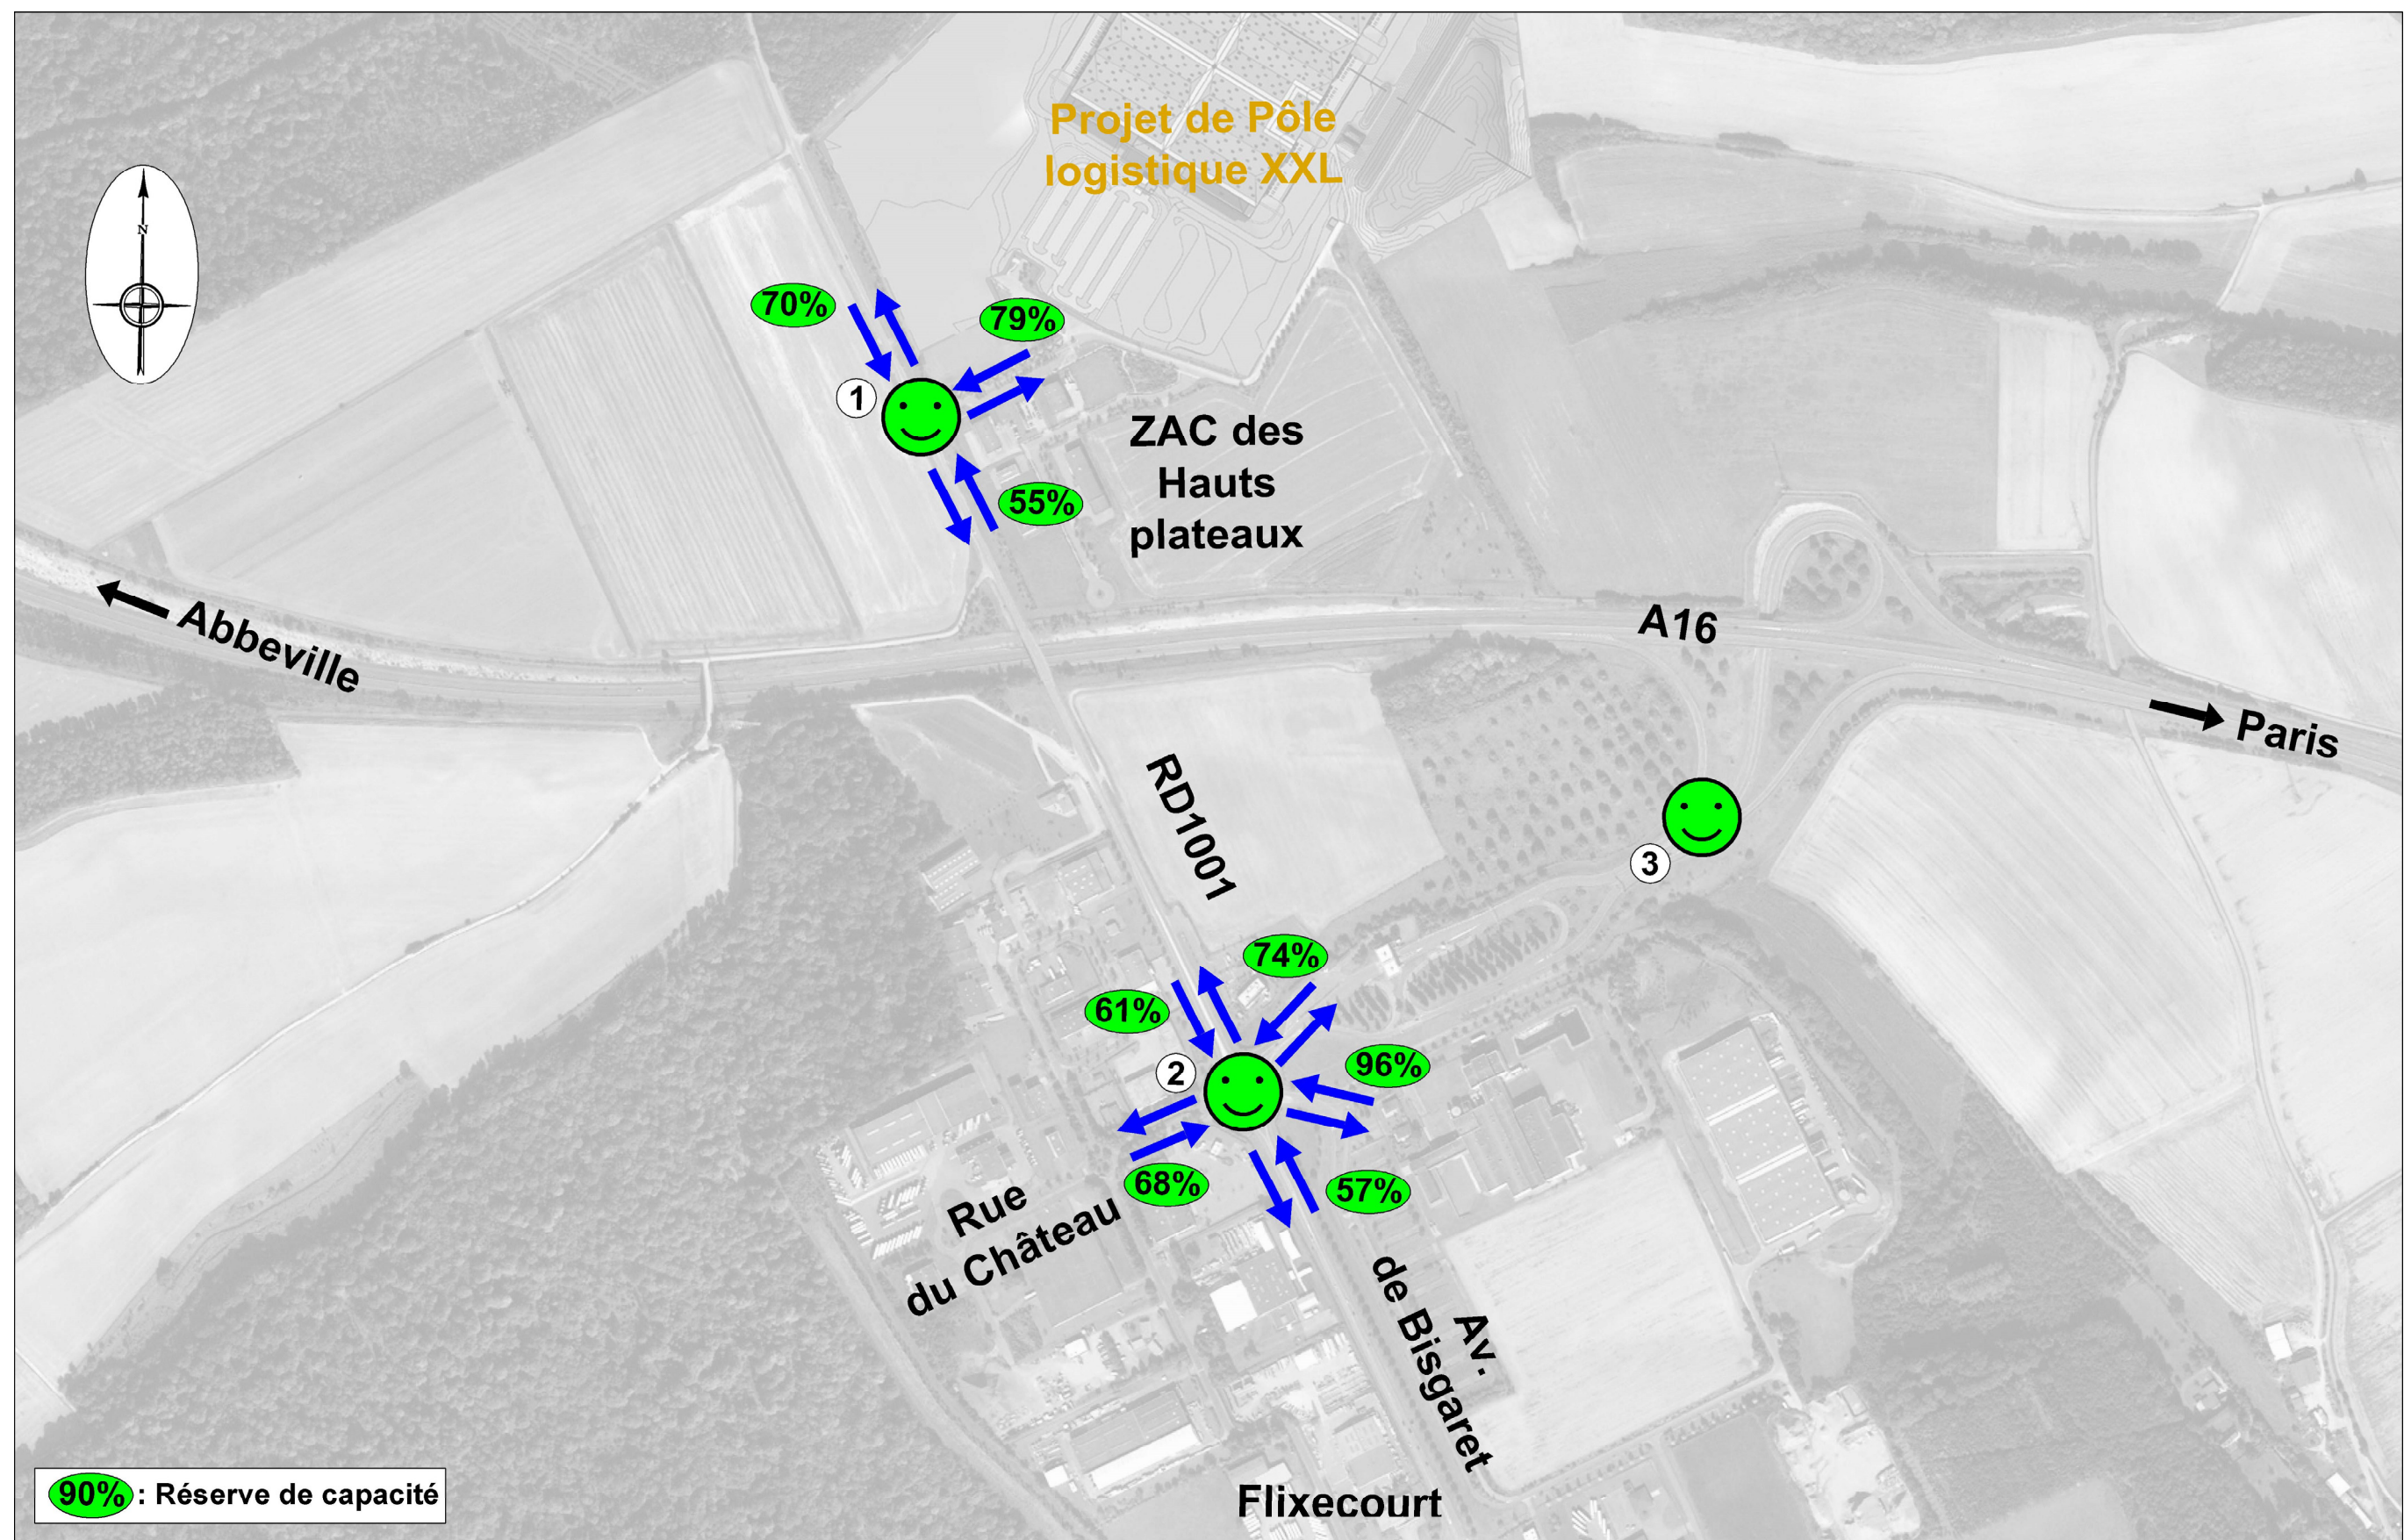 Projet de Pôle
logistique XXL
N
70%
79%
1
55%
ZAC des
Hauts
plateaux
Abbeville
A16
Paris
RD1001
3
74%
61%
96%
2
68%
57%
Rue
du Château
Av.
de Bisgaret
90% : Réserve de capacité
Flixecourt